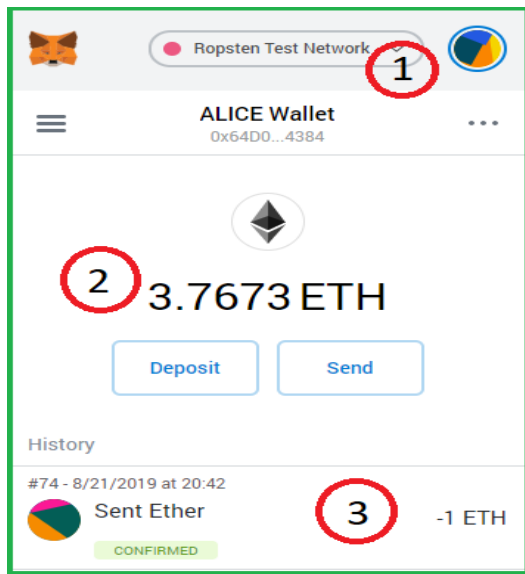 Ropsten Test Network
1
ALICE Wallet
0x64D0...4384
2
3.7673 ETH
Deposit Send
History
#74 - 8/21/2019 at 20:42
Sent Ether
3
-1 ETH
CONFIRMED